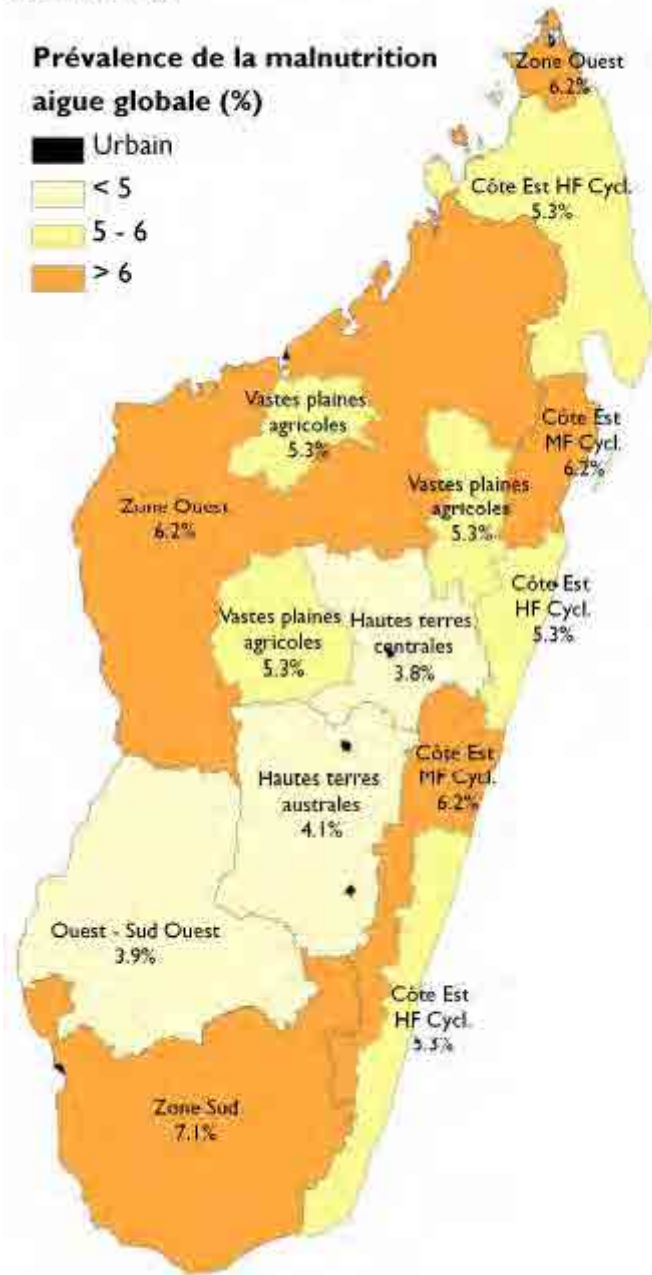 Prévalence de la malnutrition
aigue globale (%)
Urbain
< 5
5 - 6
> 6
Zone Ouest
6.2%
Côte Est HF Cycl.
5.3%
Vastes plaines
agricoles
5.3%
Côte Est
MF Cycl.
6.2%
Zone Ouest
6.2%
Vastes plaines
agricoles
5.3%
Côte Est
HF Cycl.
5.3%
Vastes plaines
agricoles
5.3%
Hautes terres
centrales
3.8%
Côte Est
MF Cycl.
6.2%
Hautes terres
australes
4.1%
Ouest - Sud Ouest
3.9%
Côte Est
HF Cycl.
5.3%
Zone Sud
7.1%